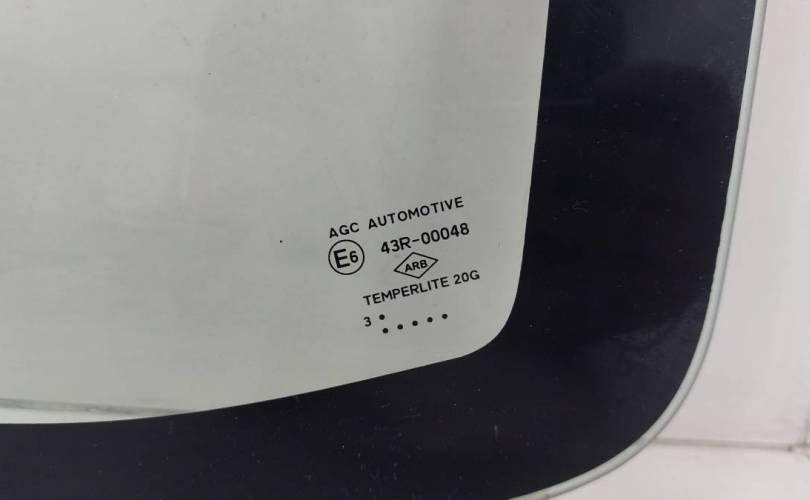 AGC AUTOMOTIVE
E6 43R-00048
ARB
TEMPERLITE 20G
3